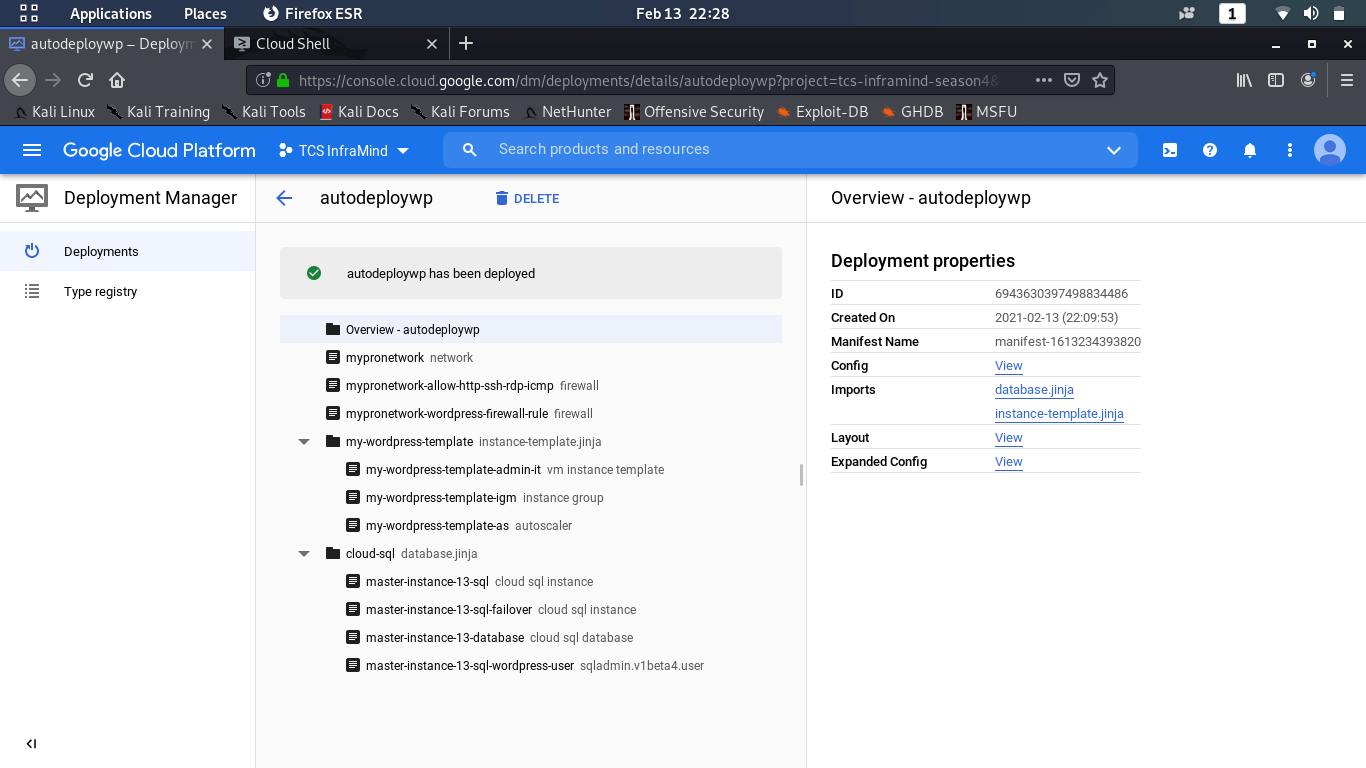 Applications Places Firefox ESR Feb 13 22:28 1
autodeploywp – Deploym Cloud Shell
https://console.cloud.google.com/dm/deployments/details/autodeploywp?project=tcs-inframind-season4&
Kali Linux Kali Training Kali Tools Kali Docs Kali Forums NetHunter Offensive Security Exploit-DB GHDB MSFU
Google Cloud Platform TCS InfraMind Search products and resources
Deployment Manager
Deployments
Type registry
autodeploywp DELETE
autodeploywp has been deployed
Overview - autodeploywp
mypronetwork network
mypronetwork-allow-http-ssh-rdp-icmp firewall
mypronetwork-wordpress-firewall-rule firewall
my-wordpress-template instance-template.jinja
my-wordpress-template-admin-it vm instance template
my-wordpress-template-igm instance group
my-wordpress-template-as autoscaler
cloud-sql database.jinja
master-instance-13-sql cloud sql instance
master-instance-13-sql-failover cloud sql instance
master-instance-13-database cloud sql database
master-instance-13-sql-wordpress-user sqladmin.v1beta4.user
Overview - autodeploywp
Deployment properties
ID 6943630397498834486
Created On 2021-02-13 (22:09:53)
Manifest Name manifest-1613234393820
Config View
Imports database.jinja
instance-template.jinja
Layout View
Expanded Config View